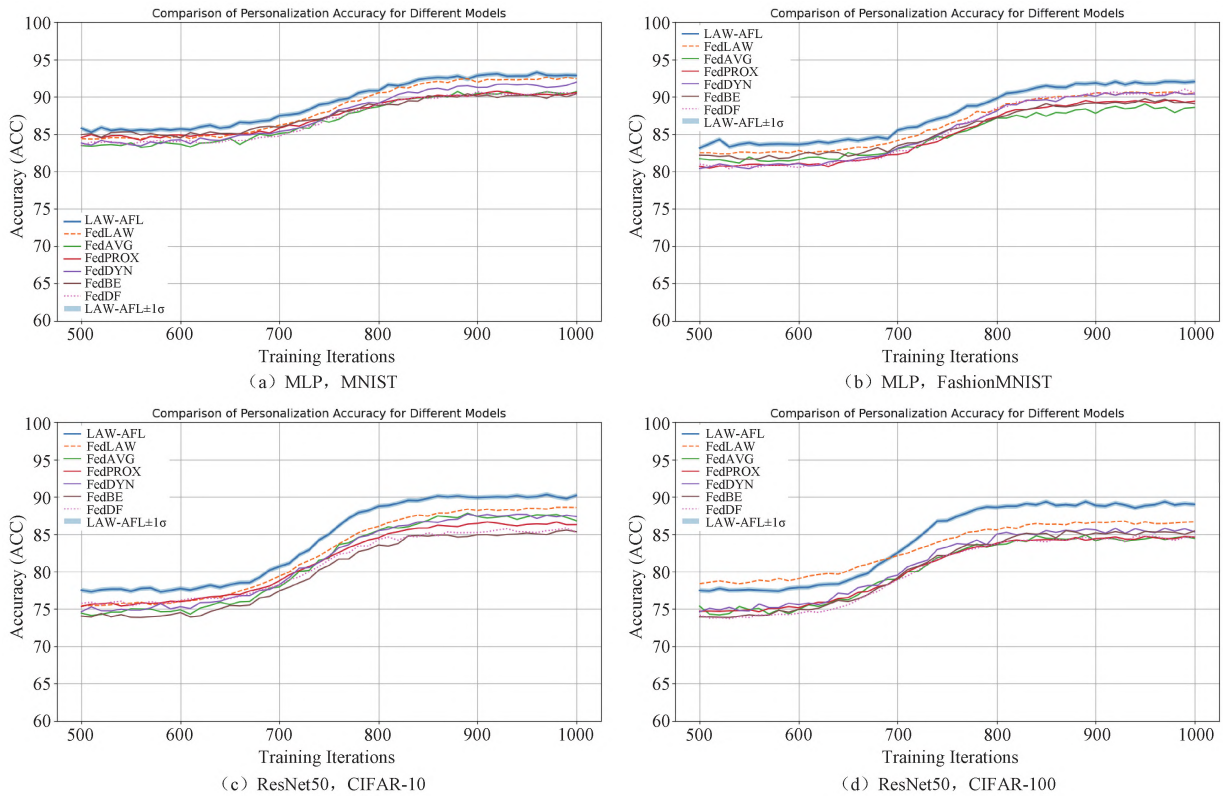 Comparison of Personalization Accuracy for Different Models
Accuracy (ACC)
100
95
90
85
80
75
70
65
60
LAW-AFL
FedLAW
FedAVG
FedPROX
FedDYN
FedBE
FedDF
LAW-AFL±1σ
500 600 700 800 900 1000
Training Iterations
（a）MLP，MNIST
Comparison of Personalization Accuracy for Different Models
Accuracy (ACC)
100
95
90
85
80
75
70
65
60
LAW-AFL
FedLAW
FedAVG
FedPROX
FedDYN
FedBE
FedDF
LAW-AFL±1σ
500 600 700 800 900 1000
Training Iterations
（b）MLP，FashionMNIST
Comparison of Personalization Accuracy for Different Models
Accuracy (ACC)
100
95
90
85
80
75
70
65
60
LAW-AFL
FedLAW
FedAVG
FedPROX
FedDYN
FedBE
FedDF
LAW-AFL±1σ
500 600 700 800 900 1000
Training Iterations
（c）ResNet50，CIFAR-10
Comparison of Personalization Accuracy for Different Models
Accuracy (ACC)
100
95
90
85
80
75
70
65
60
LAW-AFL
FedLAW
FedAVG
FedPROX
FedDYN
FedBE
FedDF
LAW-AFL±1σ
500 600 700 800 900 1000
Training Iterations
（d）ResNet50，CIFAR-100